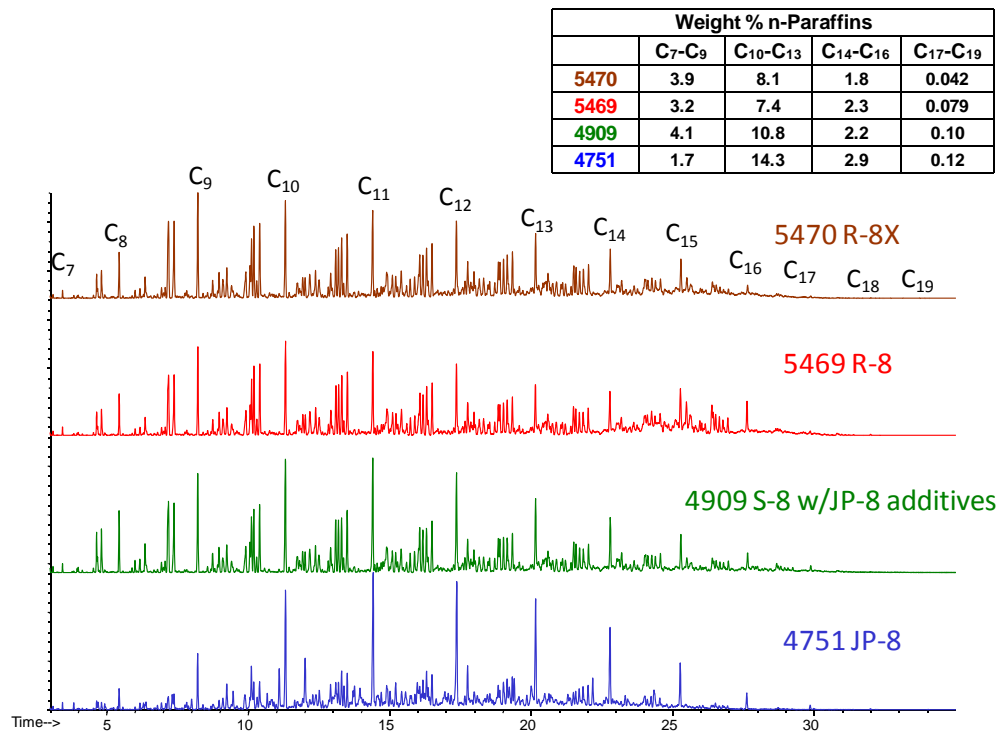 Weight % n-Paraffins
C₇-C₉ C₁₀-C₁₃ C₁₄-C₁₆ C₁₇-C₁₉
5470 3.9 8.1 1.8 0.042
5469 3.2 7.4 2.3 0.079
4909 4.1 10.8 2.2 0.10
4751 1.7 14.3 2.9 0.12
C₇ C₈ C₉ C₁₀ C₁₁ C₁₂ C₁₃ C₁₄ C₁₅ C₁₆ C₁₇ C₁₈ C₁₉
5470 R-8X
5469 R-8
4909 S-8 w/JP-8 additives
4751 JP-8
Time--> 5 10 15 20 25 30